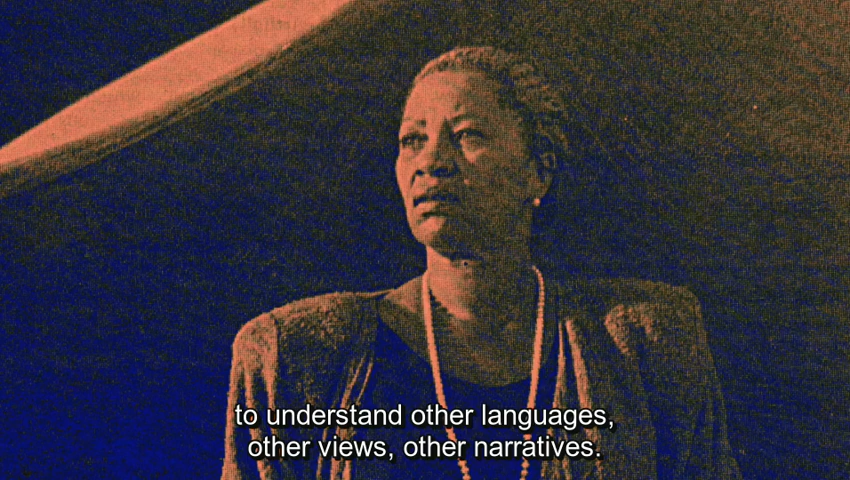 to understand other languages,
other views, other narratives.